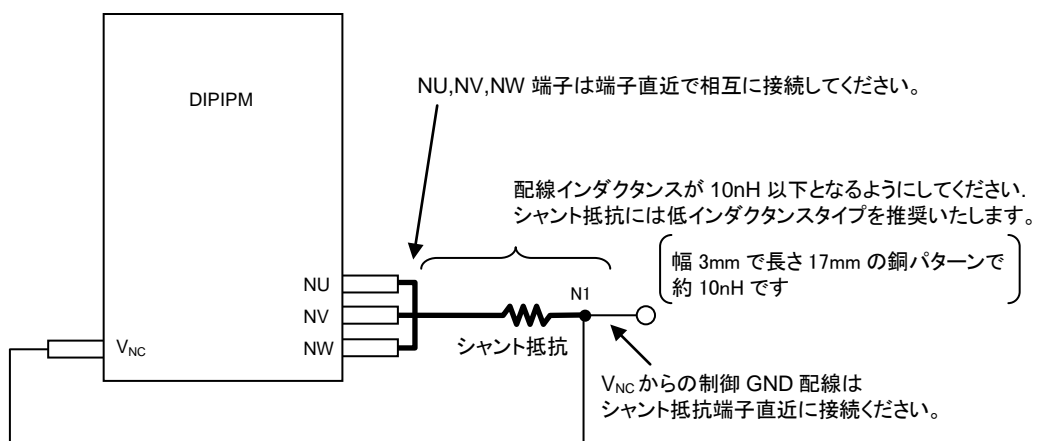 NU,NV,NW 端子は端子直近で相互に接続してください。
DIPIPM
配線インダクタンスが 10nH 以下となるようにしてください.
シャント抵抗には低インダクタンスタイプを推奨いたします。
幅 3mm で長さ 17mm の銅パターンで
約 10nH です
NU
N1
NV
VNC
NW
シャント抵抗
VNC からの制御 GND 配線は
シャント抵抗端子直近に接続ください。